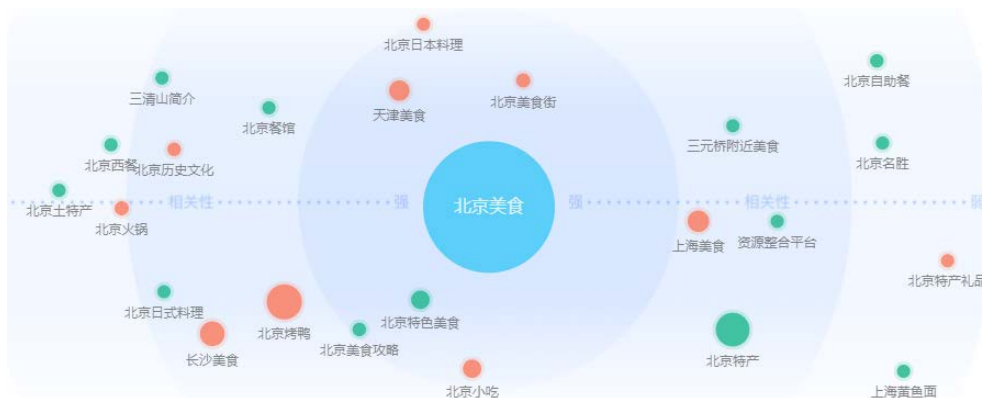 北京日本料理
北京自助餐
三清山简介
天津美食
北京美食街
北京餐馆
三元桥附近美食
北京名胜
北京西餐
北京历史文化
北京土特产
相关性
强
北京美食
强
相关性
弱
北京火锅
上海美食
资源整合平台
北京特产礼品
北京日式料理
北京烤鸭
北京特色美食
长沙美食
北京美食攻略
北京特产
北京小吃
上海黄鱼面